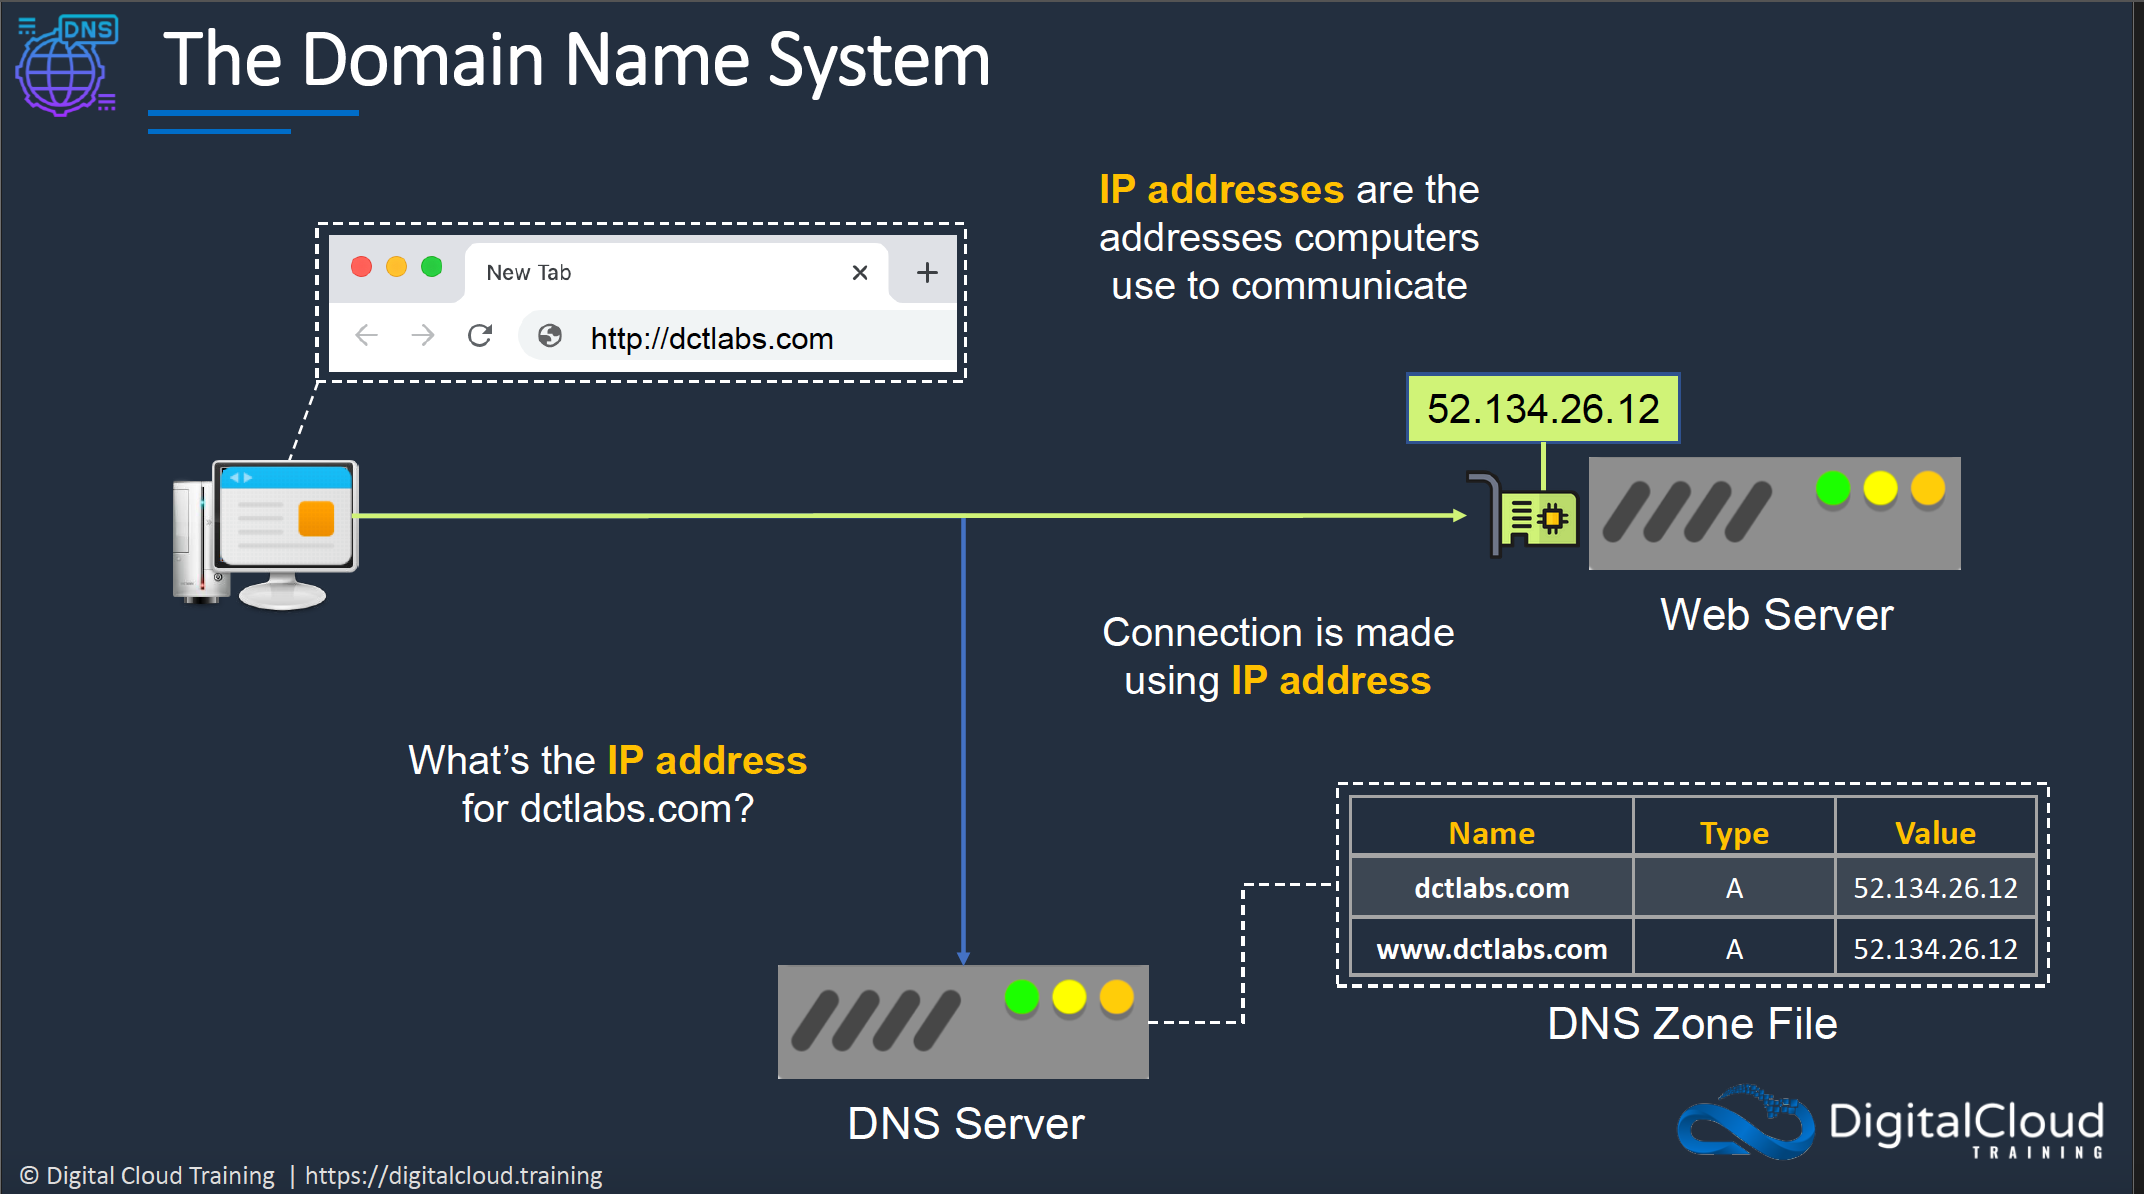 DNS
The Domain Name System
IP addresses are the
addresses computers
use to communicate
New Tab
http://dctlabs.com
52.134.26.12
Web Server
Connection is made
using IP address
What’s the IP address
for dctlabs.com?
Name Type Value
dctlabs.com A 52.134.26.12
www.dctlabs.com A 52.134.26.12
DNS Zone File
DNS Server
DigitalCloud
TRAINING
© Digital Cloud Training | https://digitalcloud.training